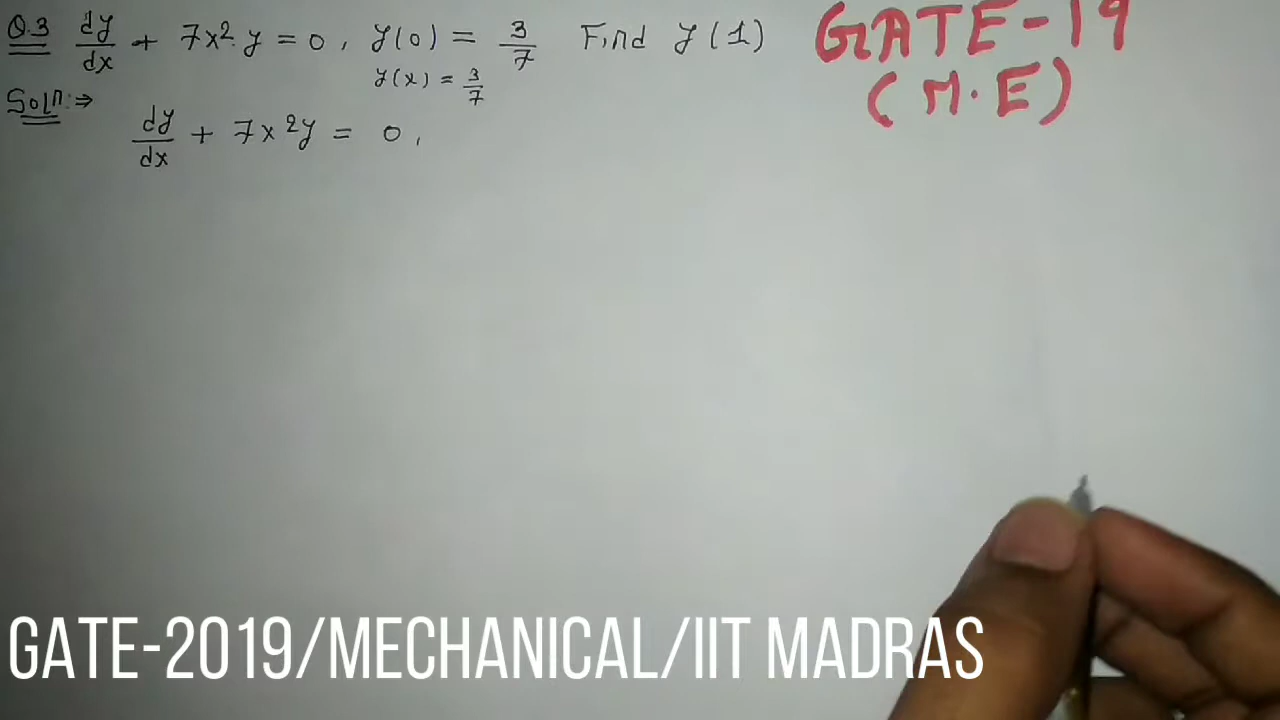 Q.3 dy/dx + 7x².y = 0, y(0) = 3/7 Find y(1)
y(x) = 3/7
GATE-19
(M.E)
Soln:⇒
dy/dx + 7x²y = 0,
GATE-2019/MECHANICAL/IIT MADRAS